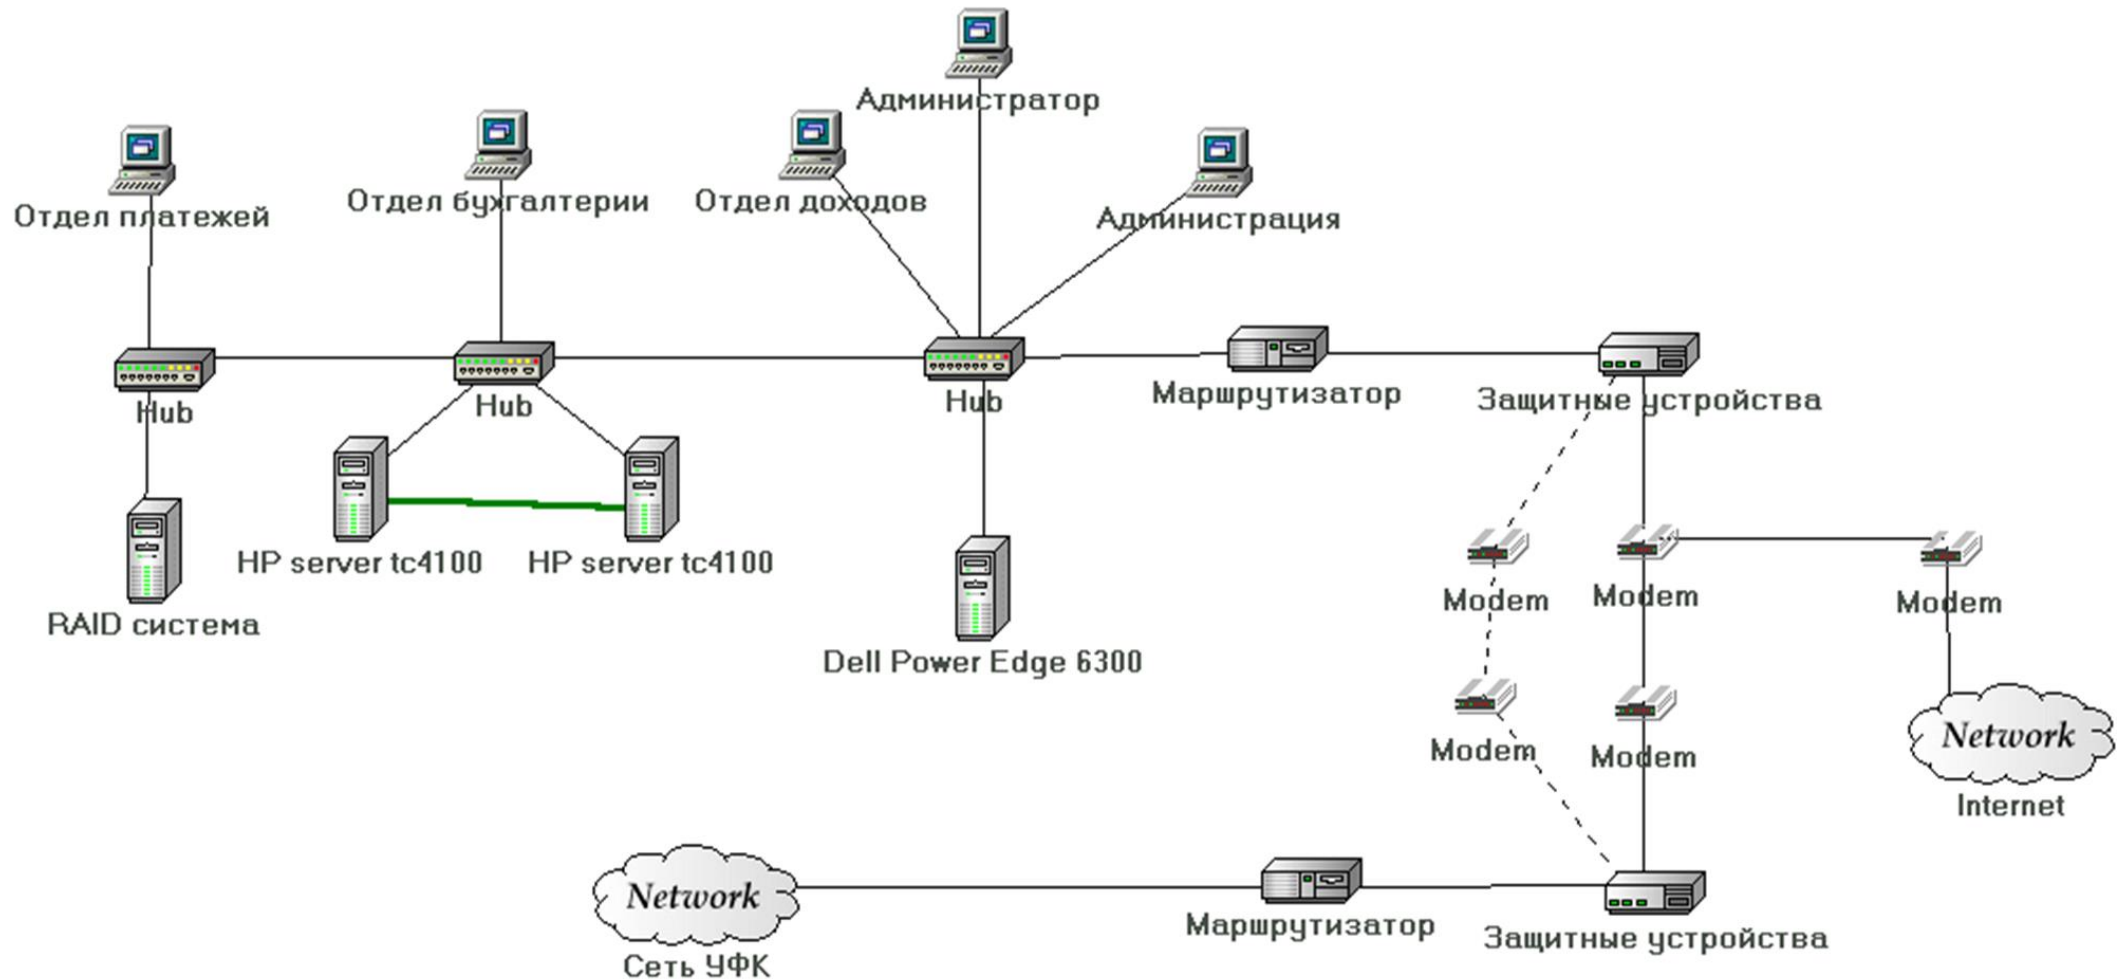 Администратор
Отдел платежей
Отдел бухгалтерии
Отдел доходов
Администрация
Hub
Hub
Hub
Маршрутизатор
Защитные устройства
HP server tc4100
HP server tc4100
RAID система
Dell Power Edge 6300
Modem
Modem
Modem
Modem
Modem
Network
Internet
Network
Сеть УФК
Маршрутизатор
Защитные устройства